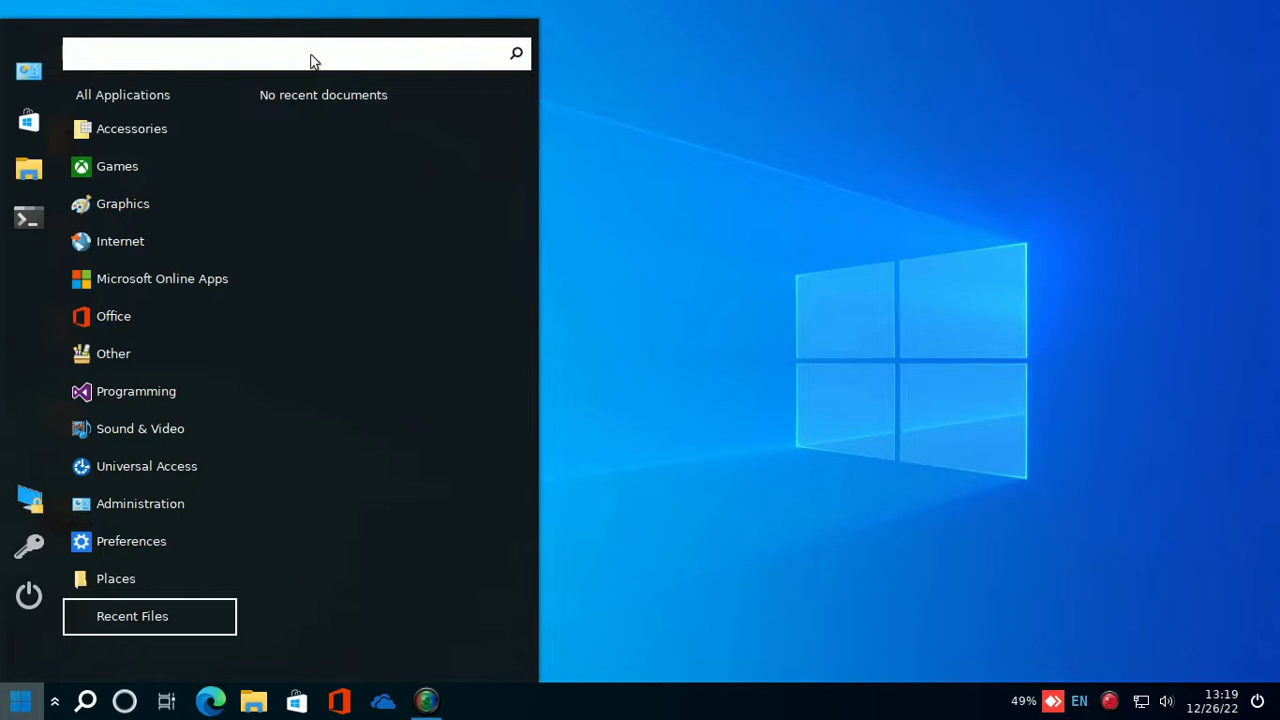 All Applications
No recent documents
Accessories
Games
Graphics
Internet
Microsoft Online Apps
Office
Other
Programming
Sound & Video
Universal Access
Administration
Preferences
Places
Recent Files
49%
EN
13:19
12/26/22